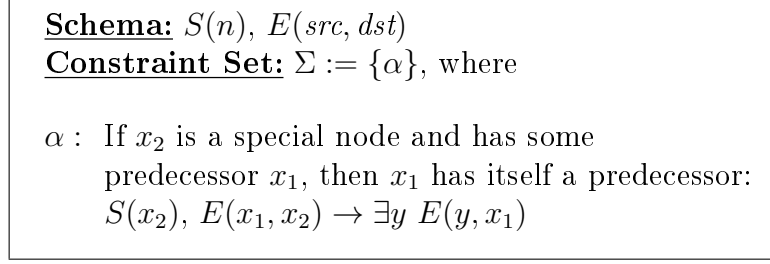 Schema: S(n), E(src, dst)
Constraint Set: Σ := {α}, where
α : If x₂ is a special node and has some
predecessor x₁, then x₁ has itself a predecessor:
S(x₂), E(x₁, x₂) → ∃y E(y, x₁)